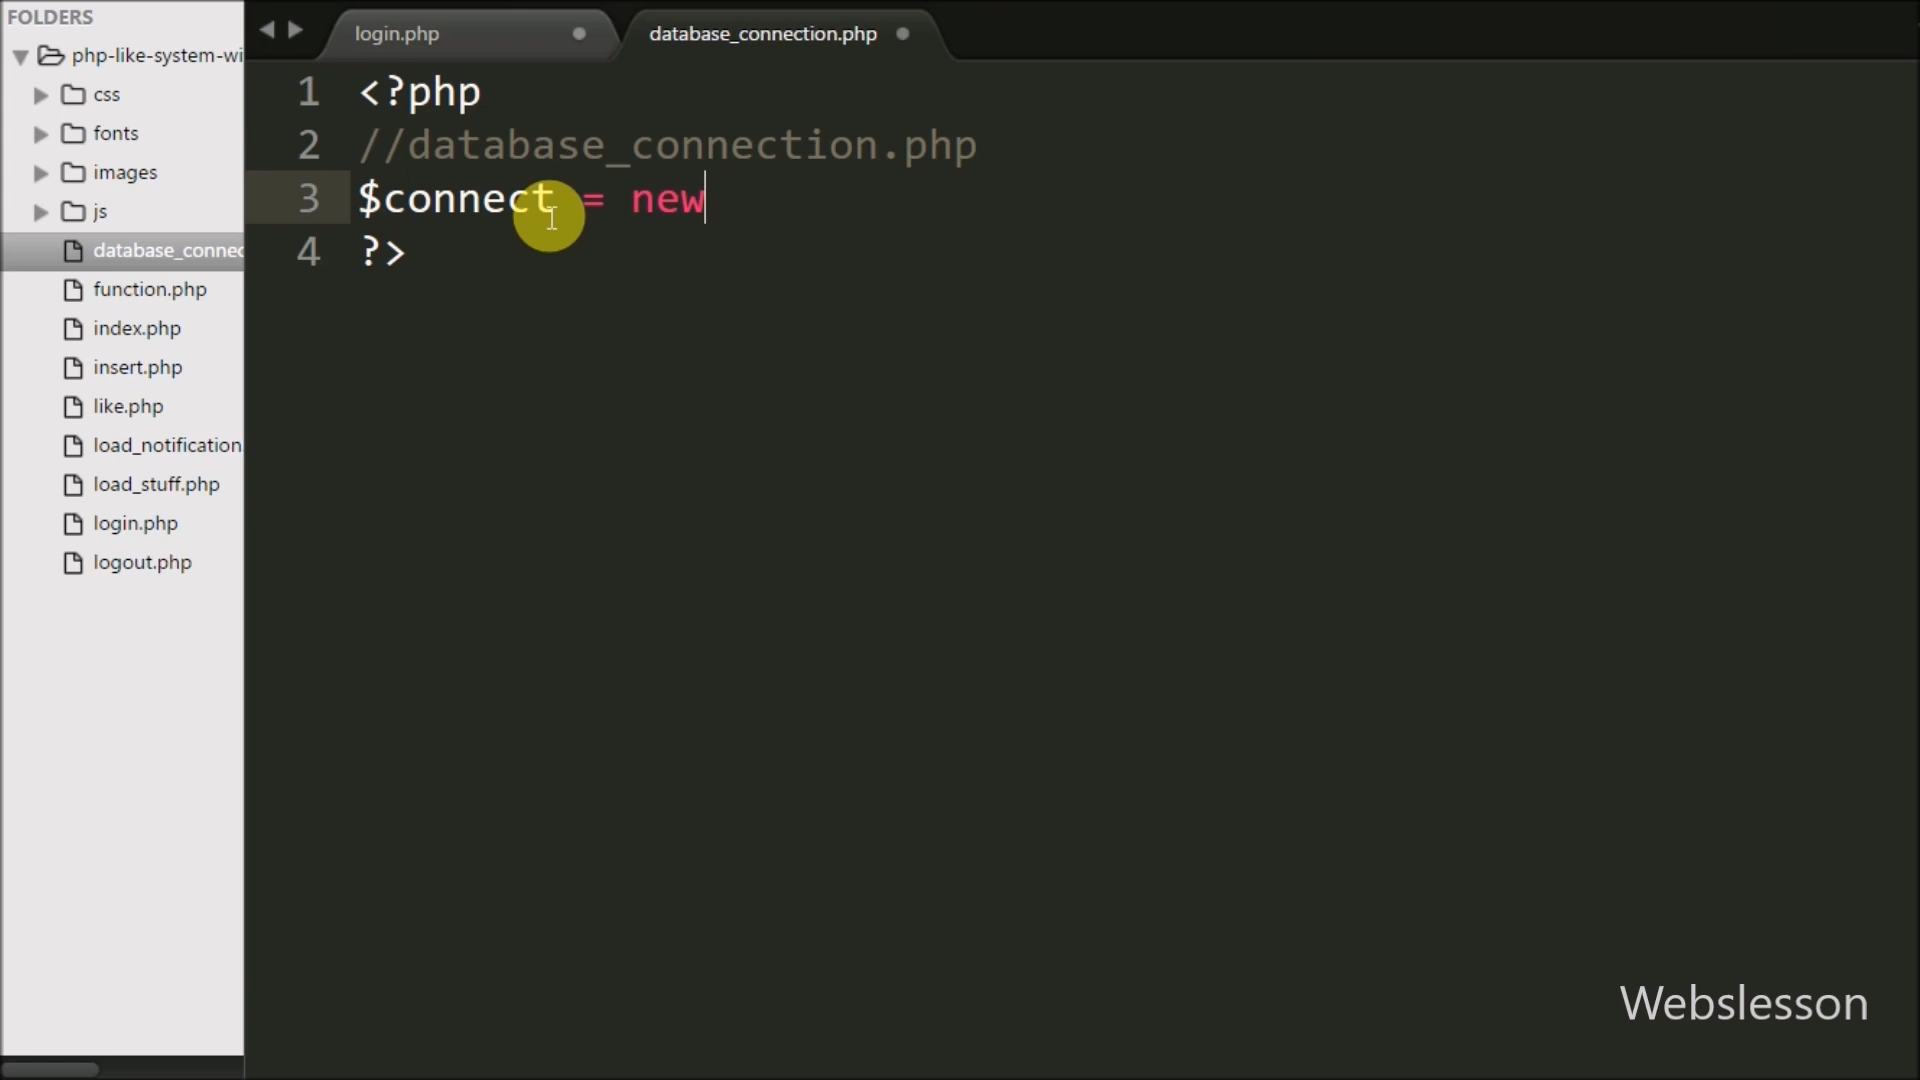 FOLDERS
php-like-system-wi
css
fonts
images
js
database_connec
function.php
index.php
insert.php
like.php
load_notification.
load_stuff.php
login.php
logout.php
login.php
database_connection.php
1 <?php
2 //database_connection.php
3 $connect = new
4 ?>
Webslesson